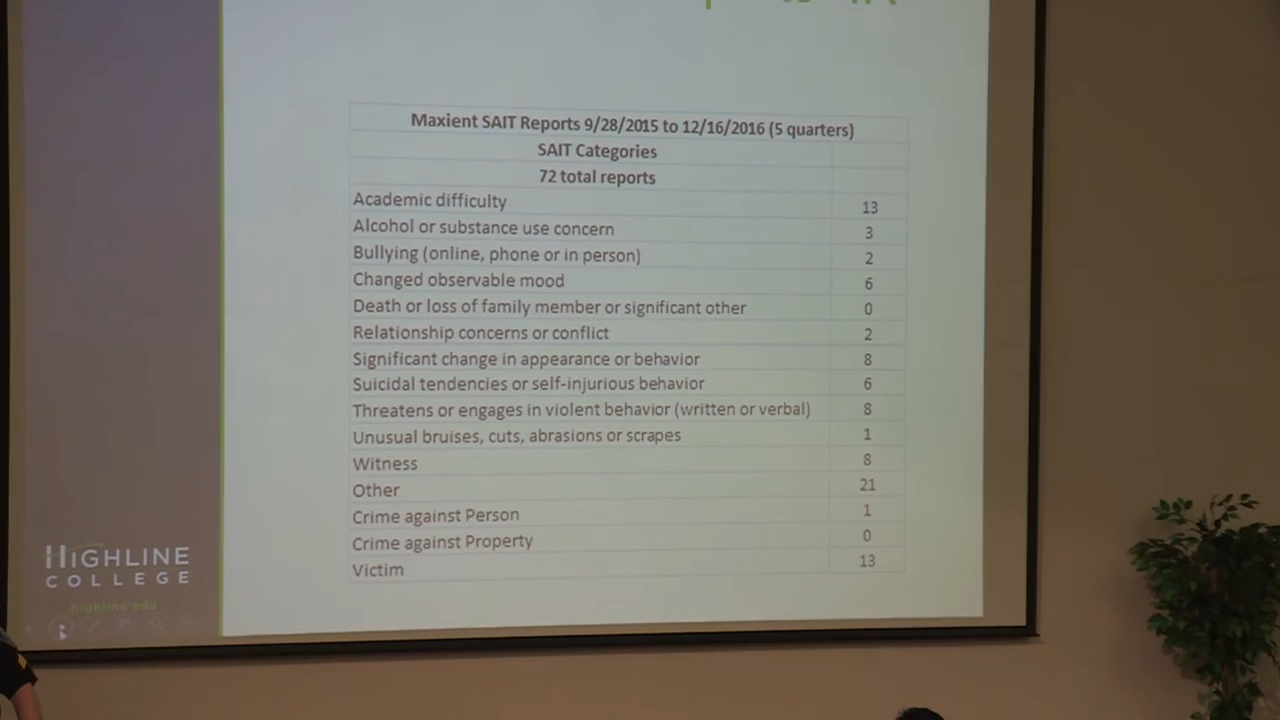 Maxient SAIT Reports 9/28/2015 to 12/16/2016 (5 quarters)
SAIT Categories
72 total reports
Academic difficulty 13
Alcohol or substance use concern 3
Bullying (online, phone or in person) 2
Changed observable mood 6
Death or loss of family member or significant other 0
Relationship concerns or conflict 2
Significant change in appearance or behavior 8
Suicidal tendencies or self-injurious behavior 6
Threatens or engages in violent behavior (written or verbal) 8
Unusual bruises, cuts, abrasions or scrapes 1
Witness 8
Other 21
Crime against Person 1
Crime against Property 0
Victim 13
HIGHLINE
COLLEGE
highline.edu